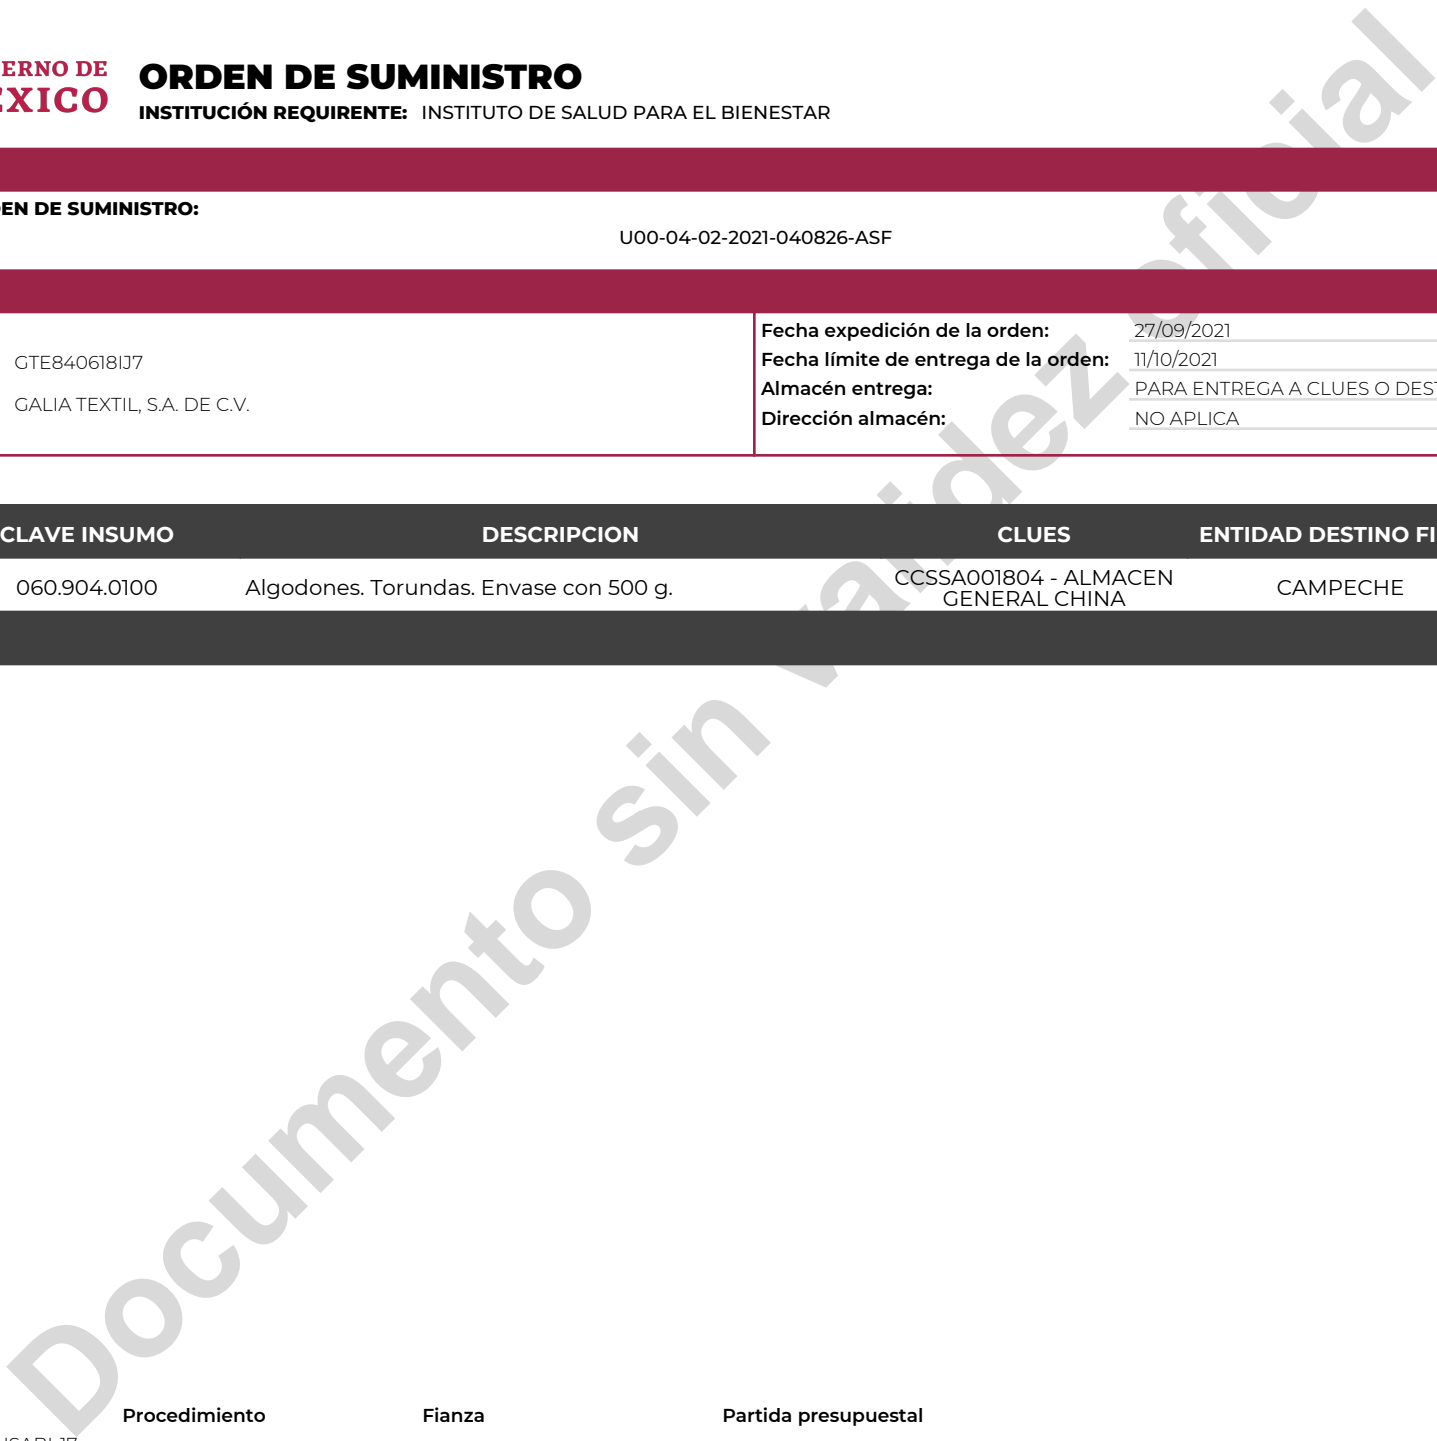 ERNO DE
EXICO
ORDEN DE SUMINISTRO
INSTITUCIÓN REQUIRENTE: INSTITUTO DE SALUD PARA EL BIENESTAR
EN DE SUMINISTRO:
U00-04-02-2021-040826-ASF
GTE840618IJ7
GALIA TEXTIL, S.A. DE C.V.
Fecha expedición de la orden: 27/09/2021
Fecha límite de entrega de la orden: 11/10/2021
Almacén entrega: PARA ENTREGA A CLUES O DEST
Dirección almacén: NO APLICA
CLAVE INSUMO DESCRIPCION CLUES ENTIDAD DESTINO FI
060.904.0100 Algodones. Torundas. Envase con 500 g. CCSSA001804 - ALMACEN GENERAL CHINA CAMPECHE
Documento sin validez oficial
Procedimiento Fianza Partida presupuestal